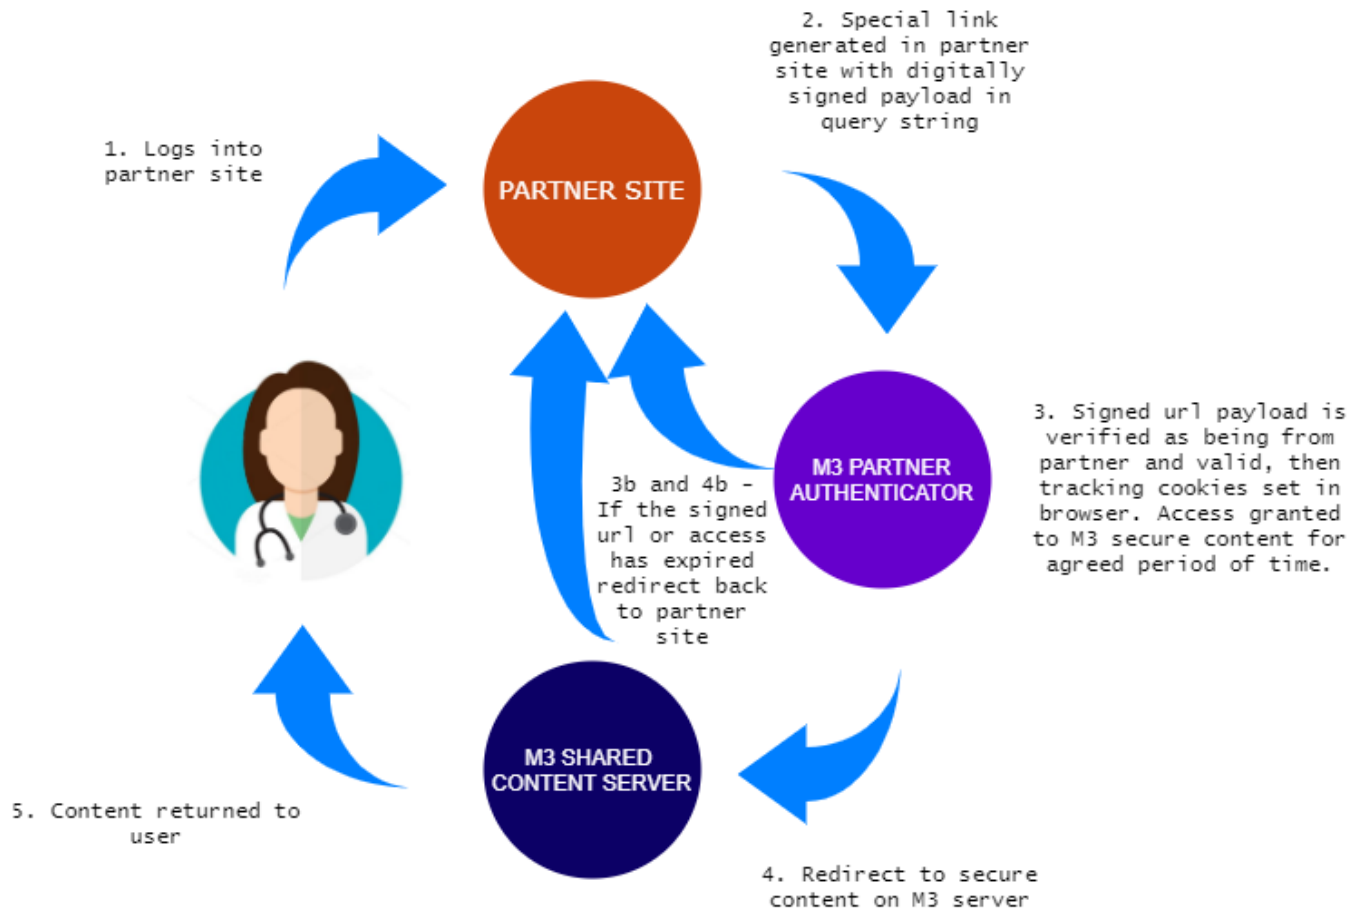 2. Special link
generated in partner
site with digitally
signed payload in
query string
1. Logs into
partner site
PARTNER SITE
3. Signed url payload is
verified as being from
partner and valid, then
tracking cookies set in
browser. Access granted
to M3 secure content for
agreed period of time.
M3 PARTNER
AUTHENTICATOR
3b and 4b -
If the signed
url or access
has expired
redirect back
to partner
site
M3 SHARED
CONTENT SERVER
5. Content returned to
user
4. Redirect to secure
content on M3 server